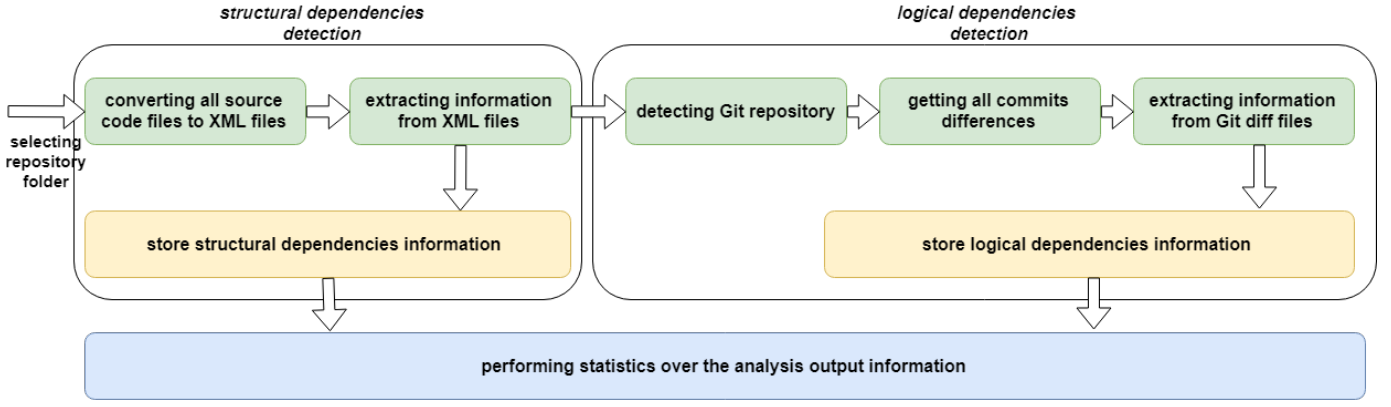 structural dependencies
detection
logical dependencies
detection
selecting
repository
folder
converting all source
code files to XML files
extracting information
from XML files
detecting Git repository
getting all commits
differences
extracting information
from Git diff files
store structural dependencies information
store logical dependencies information
performing statistics over the analysis output information